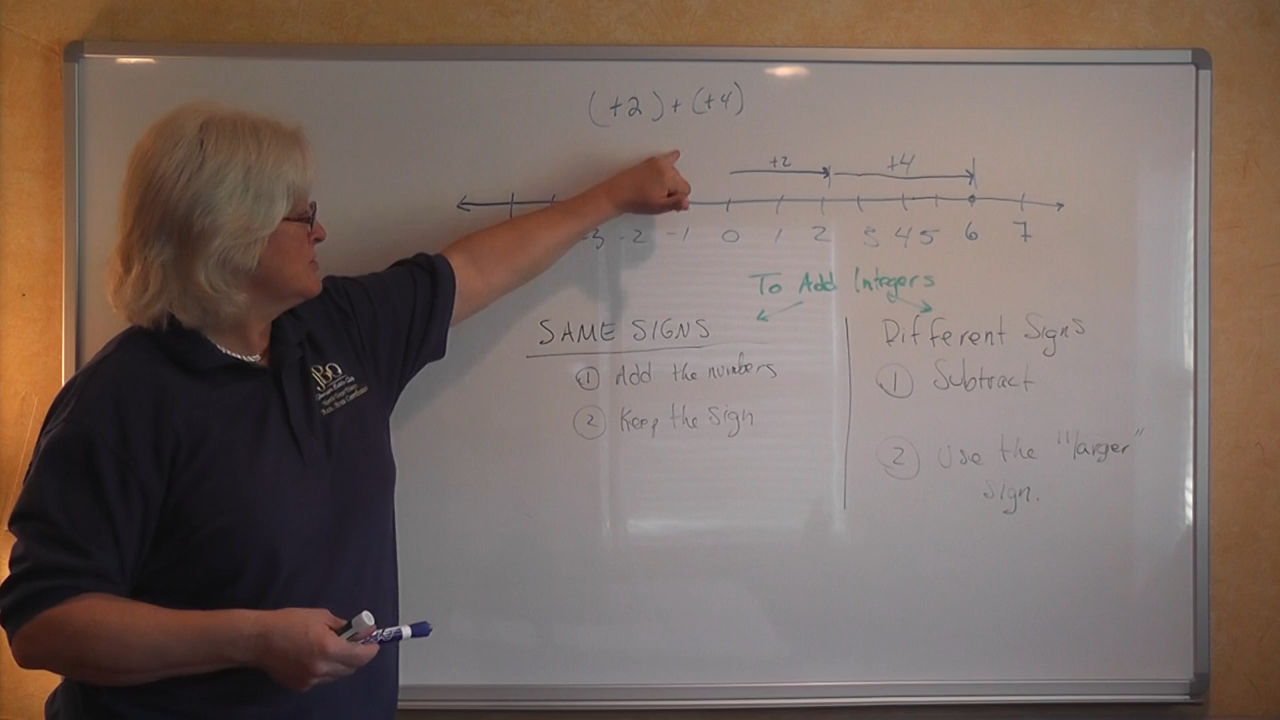 (+2)+(+4)
+2 +4
-3 -2 -1 0 1 2 3 4 5 6 7
To Add Integers
SAME SIGNS
1 Add the numbers
2 Keep the sign
Different Signs
1 Subtract
2 Use the "larger"
sign.
JBO